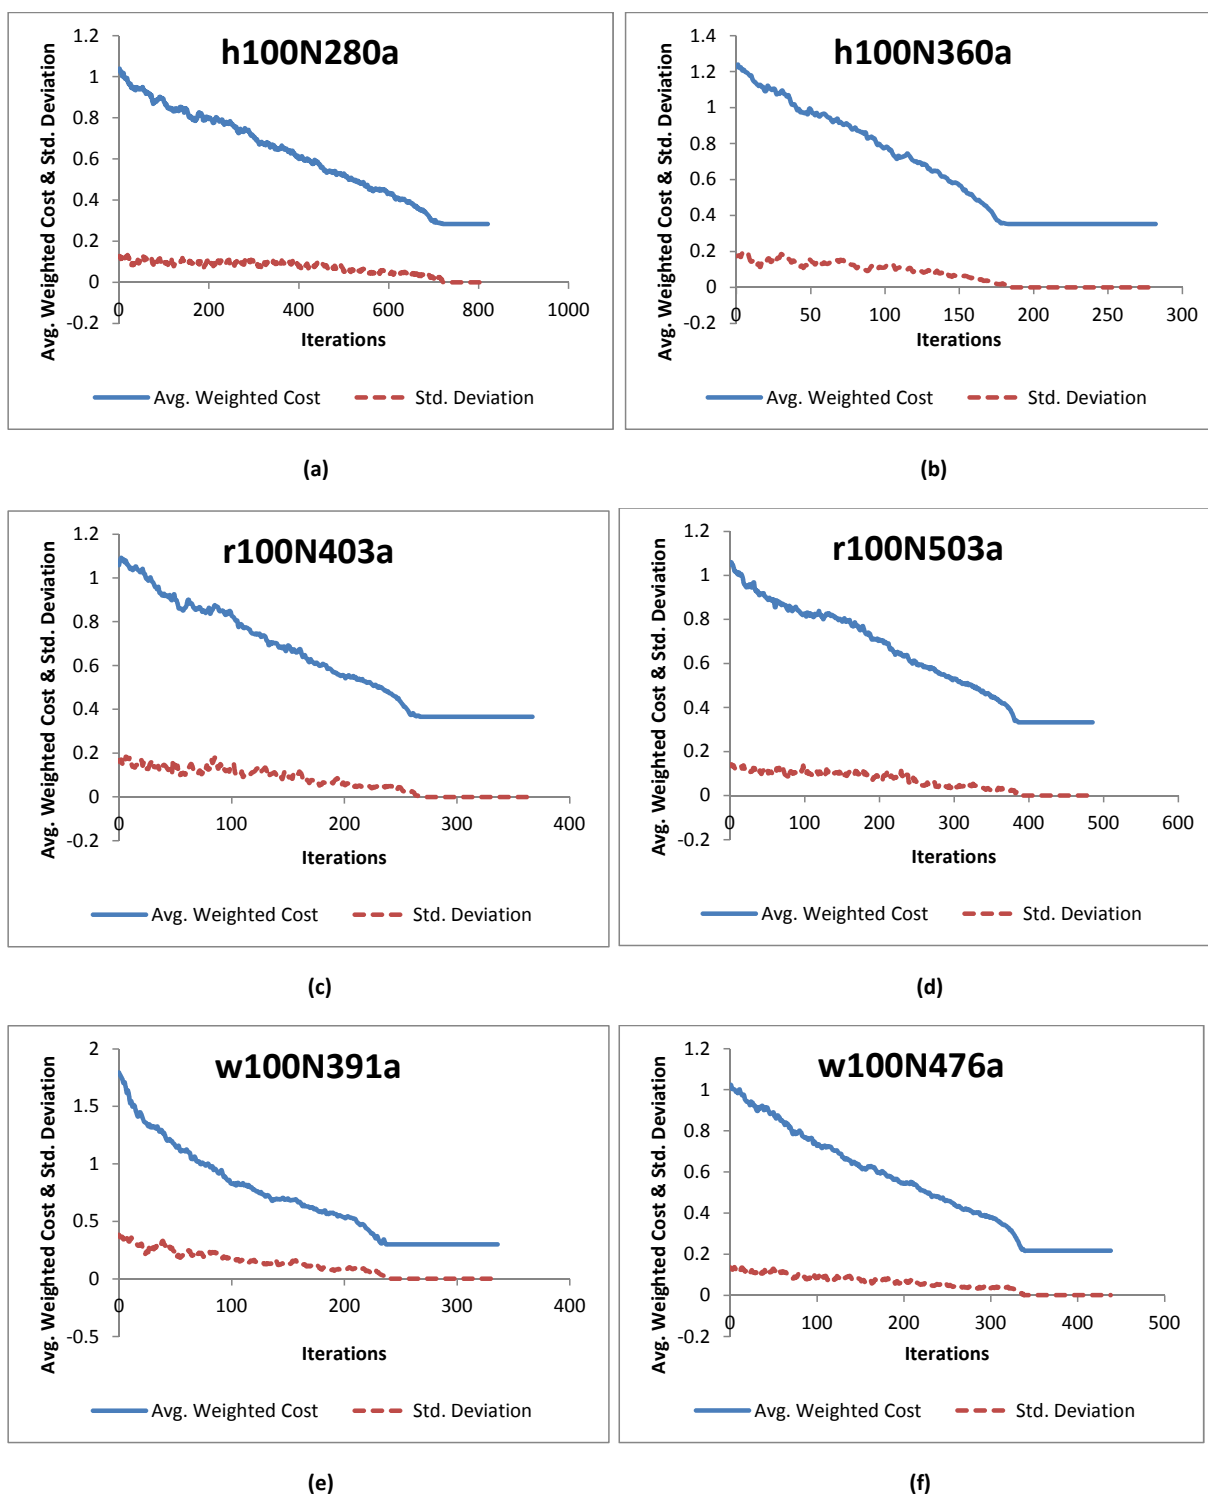 h100N280a
Avg. Weighted Cost & Std. Deviation
1.2
1
0.8
0.6
0.4
0.2
0
-0.2
0 200 400 600 800 1000
Iterations
Avg. Weighted Cost Std. Deviation
(a)
h100N360a
Avg. Weighted Cost & Std. Deviation
1.4
1.2
1
0.8
0.6
0.4
0.2
0
-0.2
0 50 100 150 200 250 300
Iterations
Avg. Weighted Cost Std. Deviation
(b)
r100N403a
Avg. Weighted Cost & Std. Deviation
1.2
1
0.8
0.6
0.4
0.2
0
-0.2
0 100 200 300 400
Iterations
Avg. Weighted Cost Std. Deviation
(c)
r100N503a
Avg. Weighted Cost & Std. Deviation
1.2
1
0.8
0.6
0.4
0.2
0
-0.2
0 100 200 300 400 500 600
Iterations
Avg. Weighted Cost Std. Deviation
(d)
w100N391a
Avg. Weighted Cost & Std. Deviation
2
1.5
1
0.5
0
-0.5
0 100 200 300 400
Iterations
Avg. Weighted Cost Std. Deviation
(e)
w100N476a
Avg. Weighted Cost & Std. Deviation
1.2
1
0.8
0.6
0.4
0.2
0
-0.2
0 100 200 300 400 500
Iterations
Avg. Weighted Cost Std. Deviation
(f)